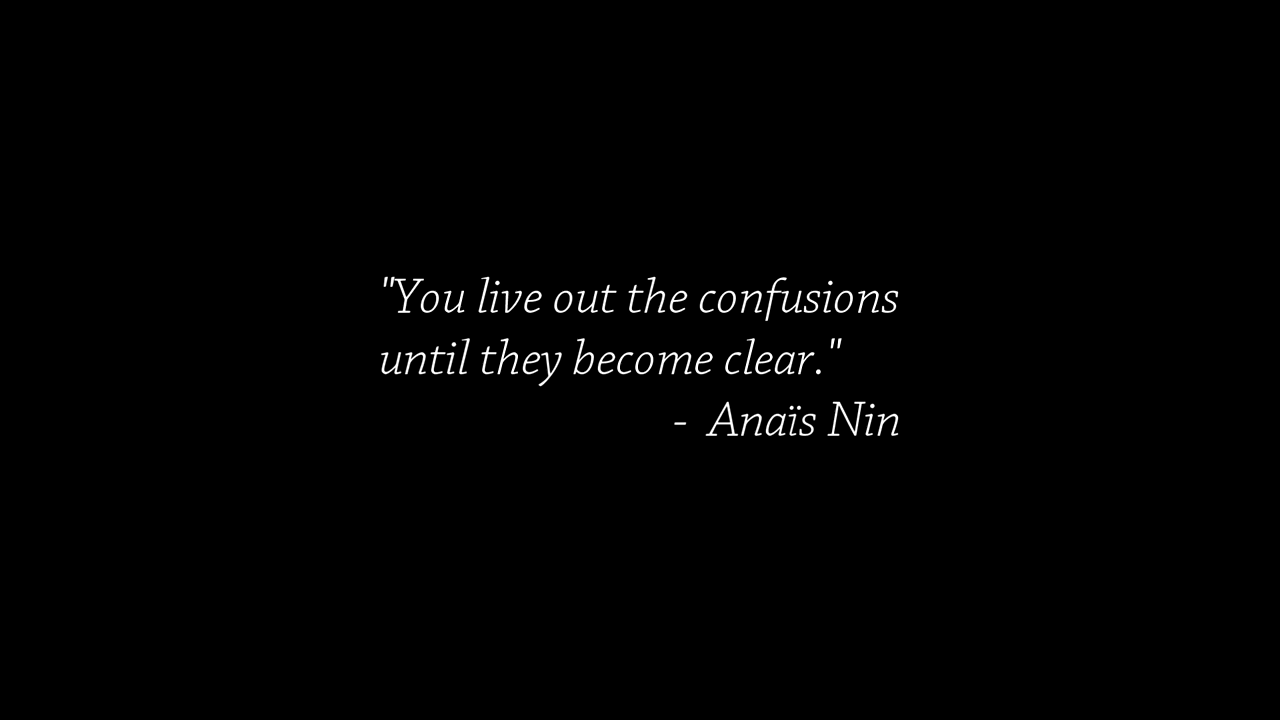 "You live out the confusions
until they become clear."
- Anaïs Nin